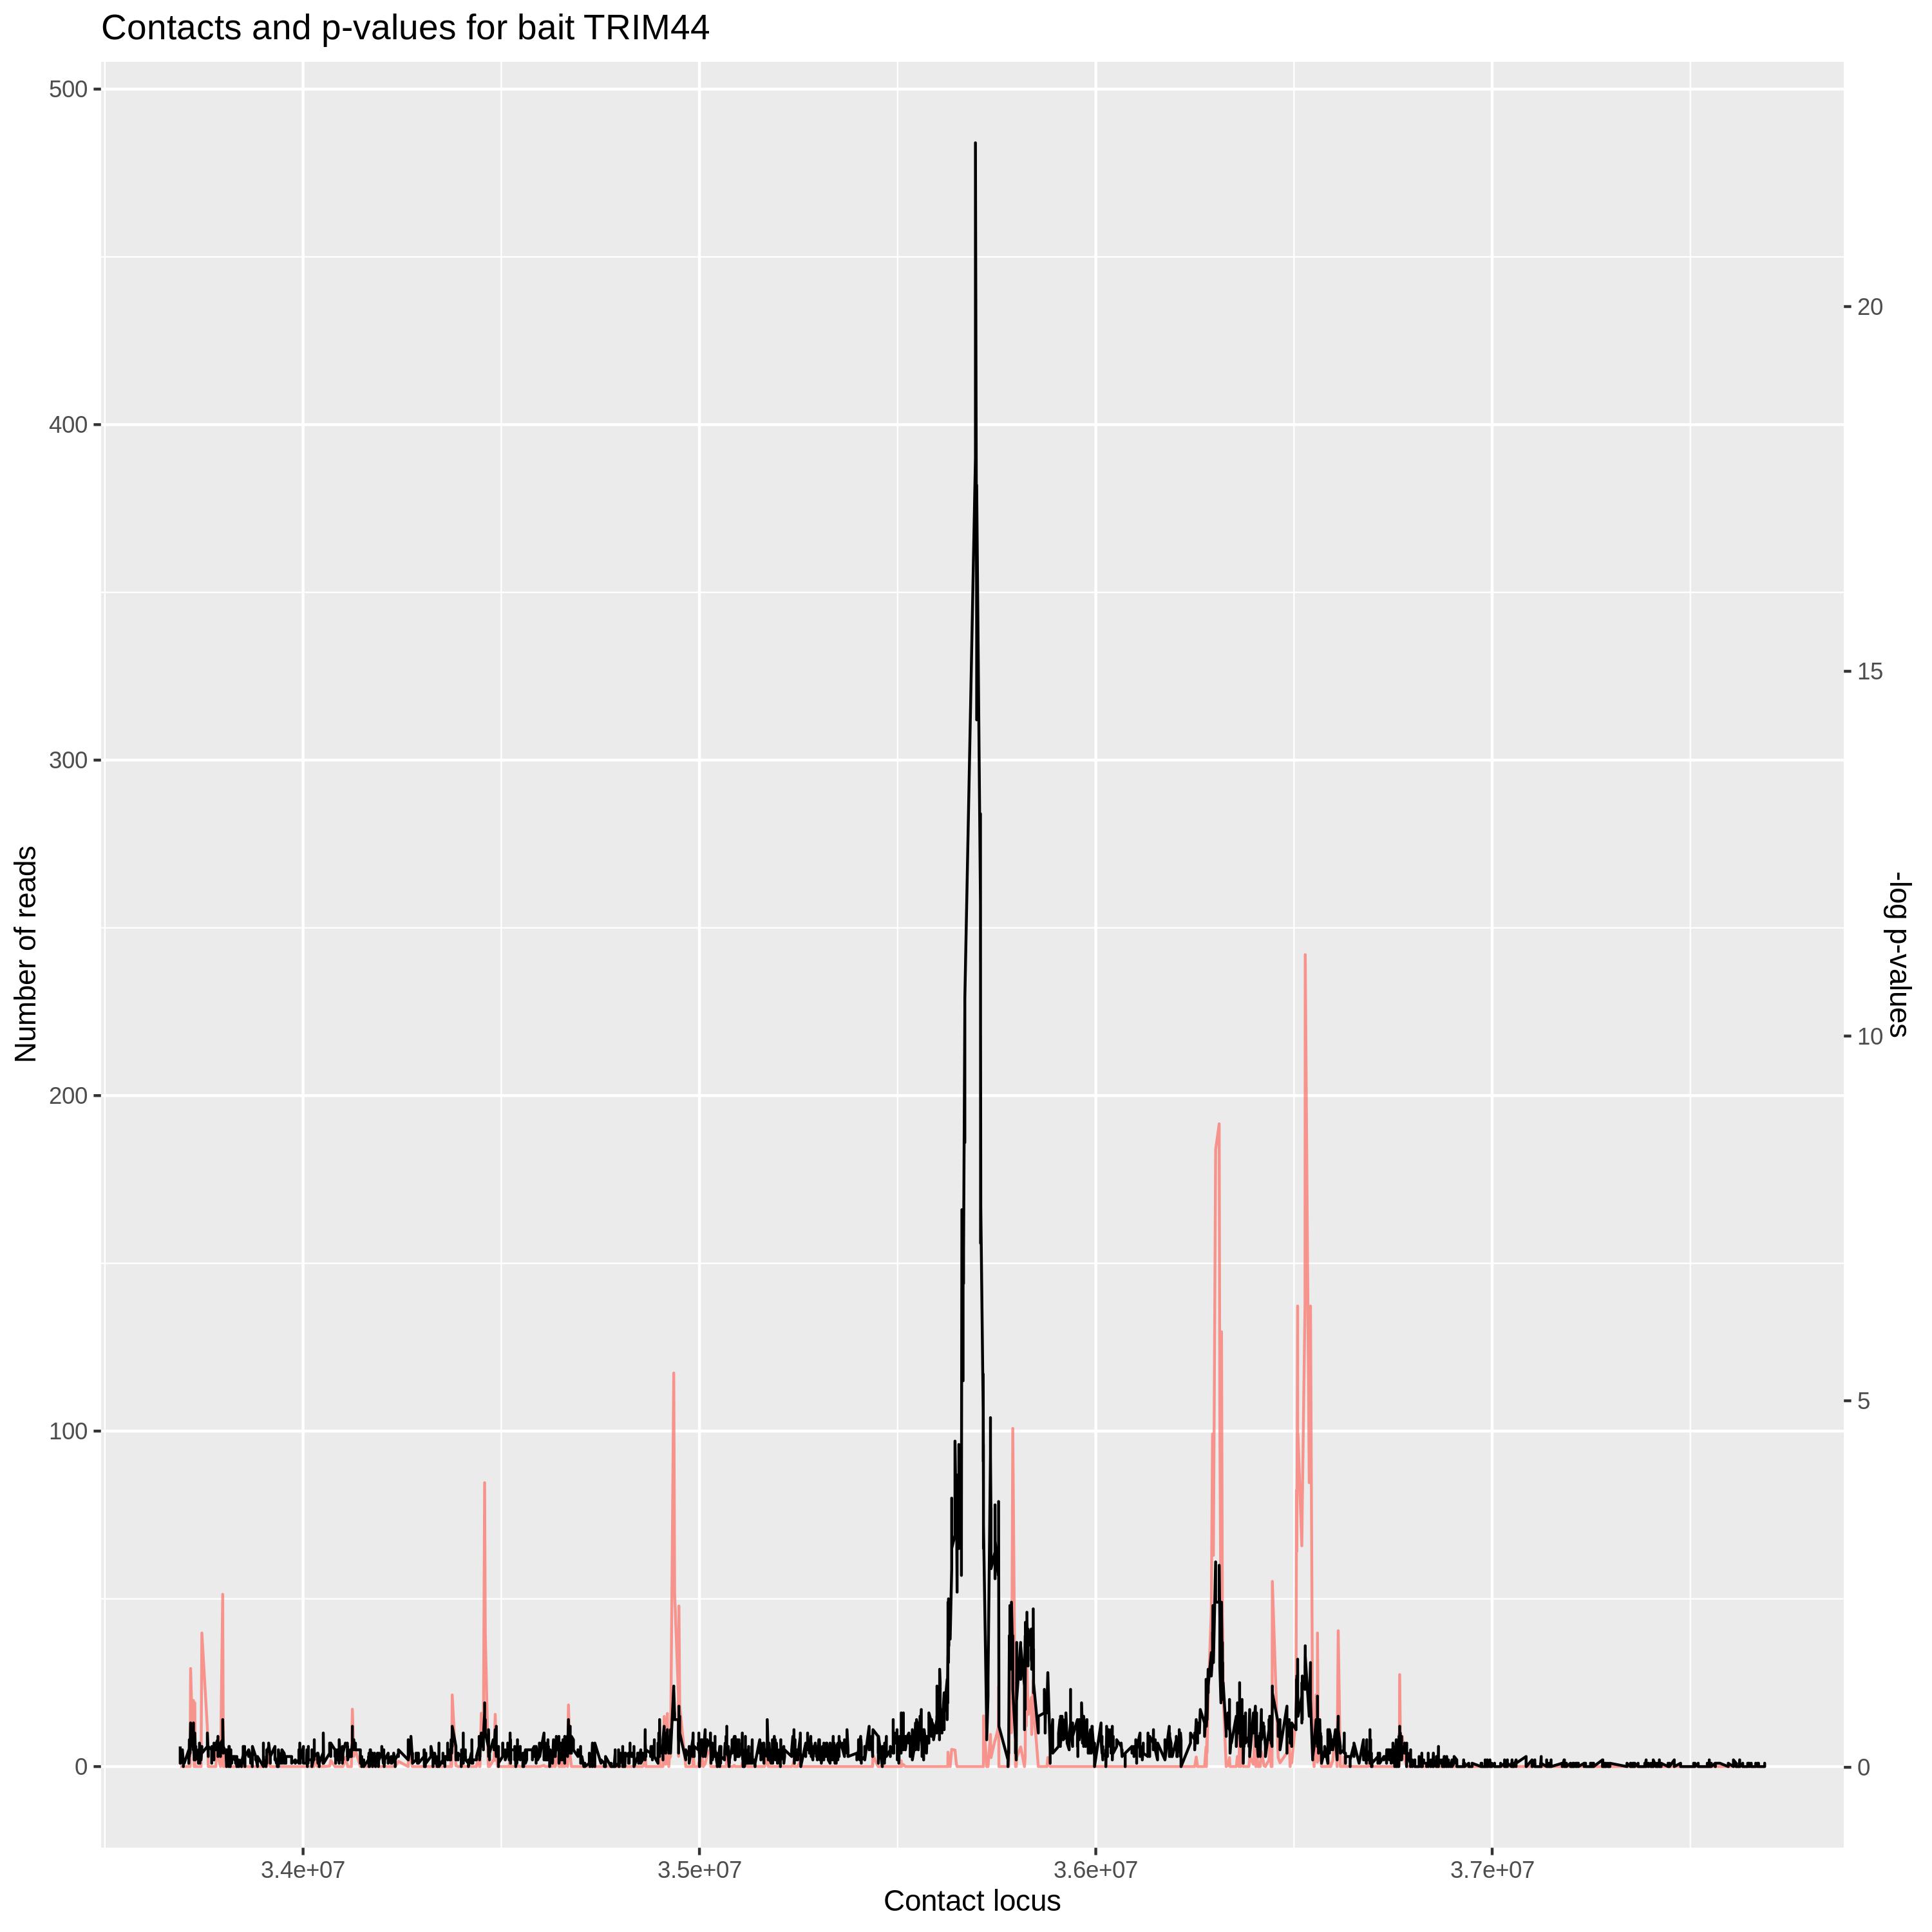 Contacts and p-values for bait TRIM44
500
400
300
200
100
0
Number of reads
20
15
10
5
0
-log p-values
3.4e+07 3.5e+07 3.6e+07 3.7e+07
Contact locus